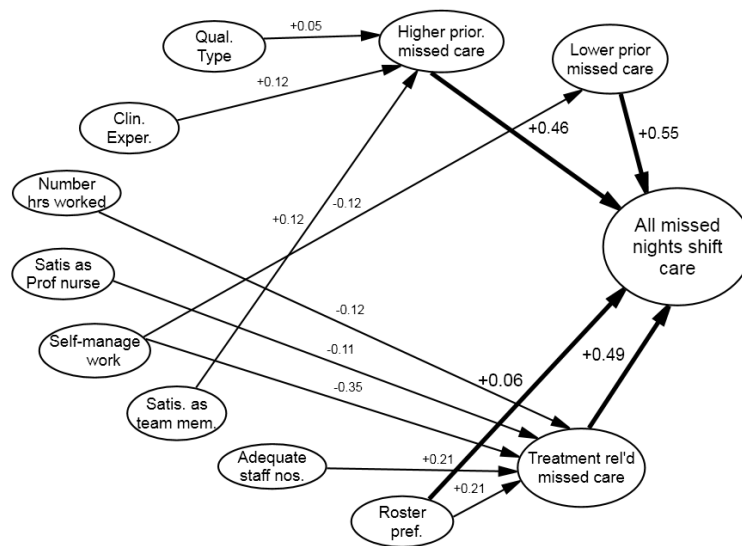 Qual.
Type
+0.05
Higher prior.
missed care
Lower prior
missed care
+0.12
Clin.
Exper.
+0.46
+0.55
Number
hrs worked
+0.12
-0.12
All missed
nights shift
care
Satis as
Prof nurse
-0.12
Self-manage
work
-0.11
+0.49
-0.35
+0.06
Satis. as
team mem.
Adequate
staff nos.
+0.21
Treatment rel'd
missed care
+0.21
Roster
pref.